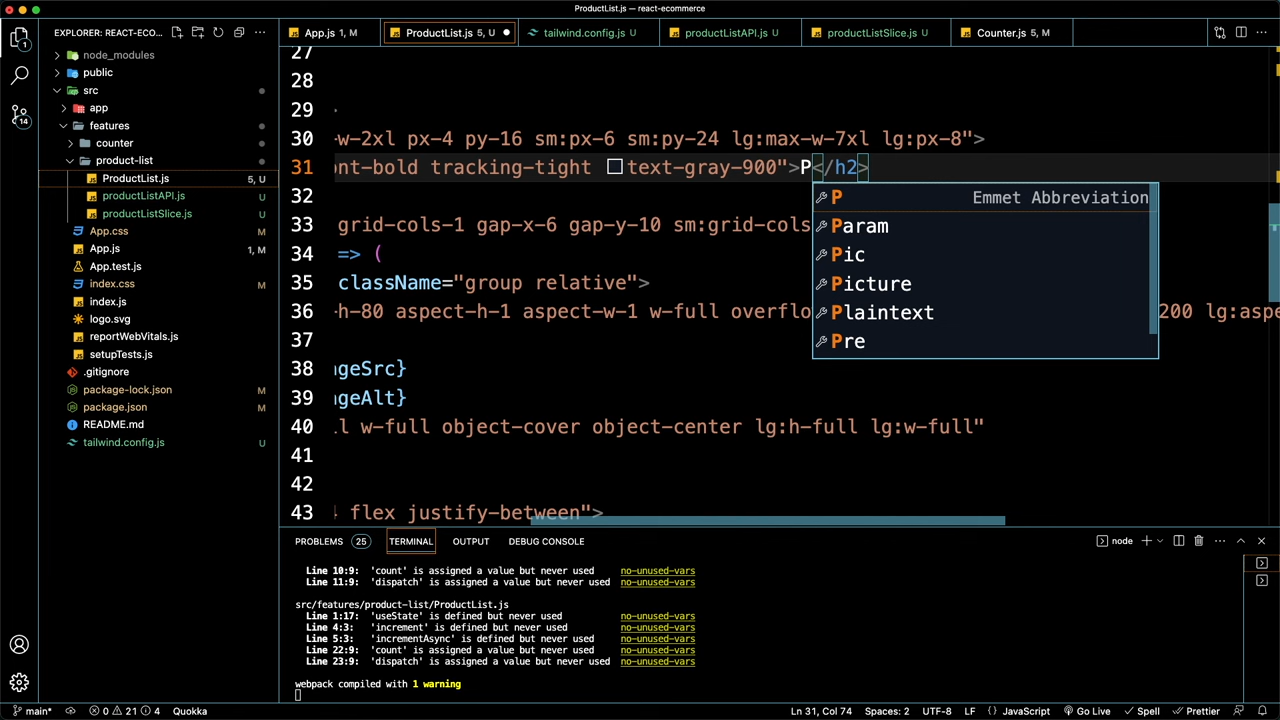 ProductList.js — react-ecommerce
EXPLORER: REACT-ECO...
App.js 1, M
ProductList.js 5, U
tailwind.config.js U
productListAPI.js U
productListSlice.js U
Counter.js 5, M
node_modules
public
src
app
features
counter
product-list
ProductList.js 5, U
productListAPI.js U
productListSlice.js U
App.css M
App.js 1, M
App.test.js
index.css M
index.js
logo.svg
reportWebVitals.js
setupTests.js
.gitignore
package-lock.json M
package.json M
README.md
tailwind.config.js U
1
14
27
28
29
30 -w-2xl px-4 py-16 sm:px-6 sm:py-24 lg:max-w-7xl lg:px-8">
31 ont-bold tracking-tight text-gray-900">P</h2>
32
33 grid-cols-1 gap-x-6 gap-y-10 sm:grid-cols
34 => (
35 className="group relative">
36 -h-80 aspect-h-1 aspect-w-1 w-full overflo 200 lg:aspe
37
38 ageSrc}
39 ageAlt}
40 l w-full object-cover object-center lg:h-full lg:w-full"
41
42
43 flex justify-between">
P Emmet Abbreviation
Param
Pic
Picture
Plaintext
Pre
PROBLEMS 25 TERMINAL OUTPUT DEBUG CONSOLE
node
Line 10:9: 'count' is assigned a value but never used no-unused-vars
Line 11:9: 'dispatch' is assigned a value but never used no-unused-vars
src/features/product-list/ProductList.js
Line 1:17: 'useState' is defined but never used no-unused-vars
Line 4:3: 'increment' is defined but never used no-unused-vars
Line 5:3: 'incrementAsync' is defined but never used no-unused-vars
Line 22:9: 'count' is assigned a value but never used no-unused-vars
Line 23:9: 'dispatch' is assigned a value but never used no-unused-vars
webpack compiled with 1 warning
main* 0 21 4 Quokka
Ln 31, Col 74 Spaces: 2 UTF-8 LF {} JavaScript Go Live Spell Prettier